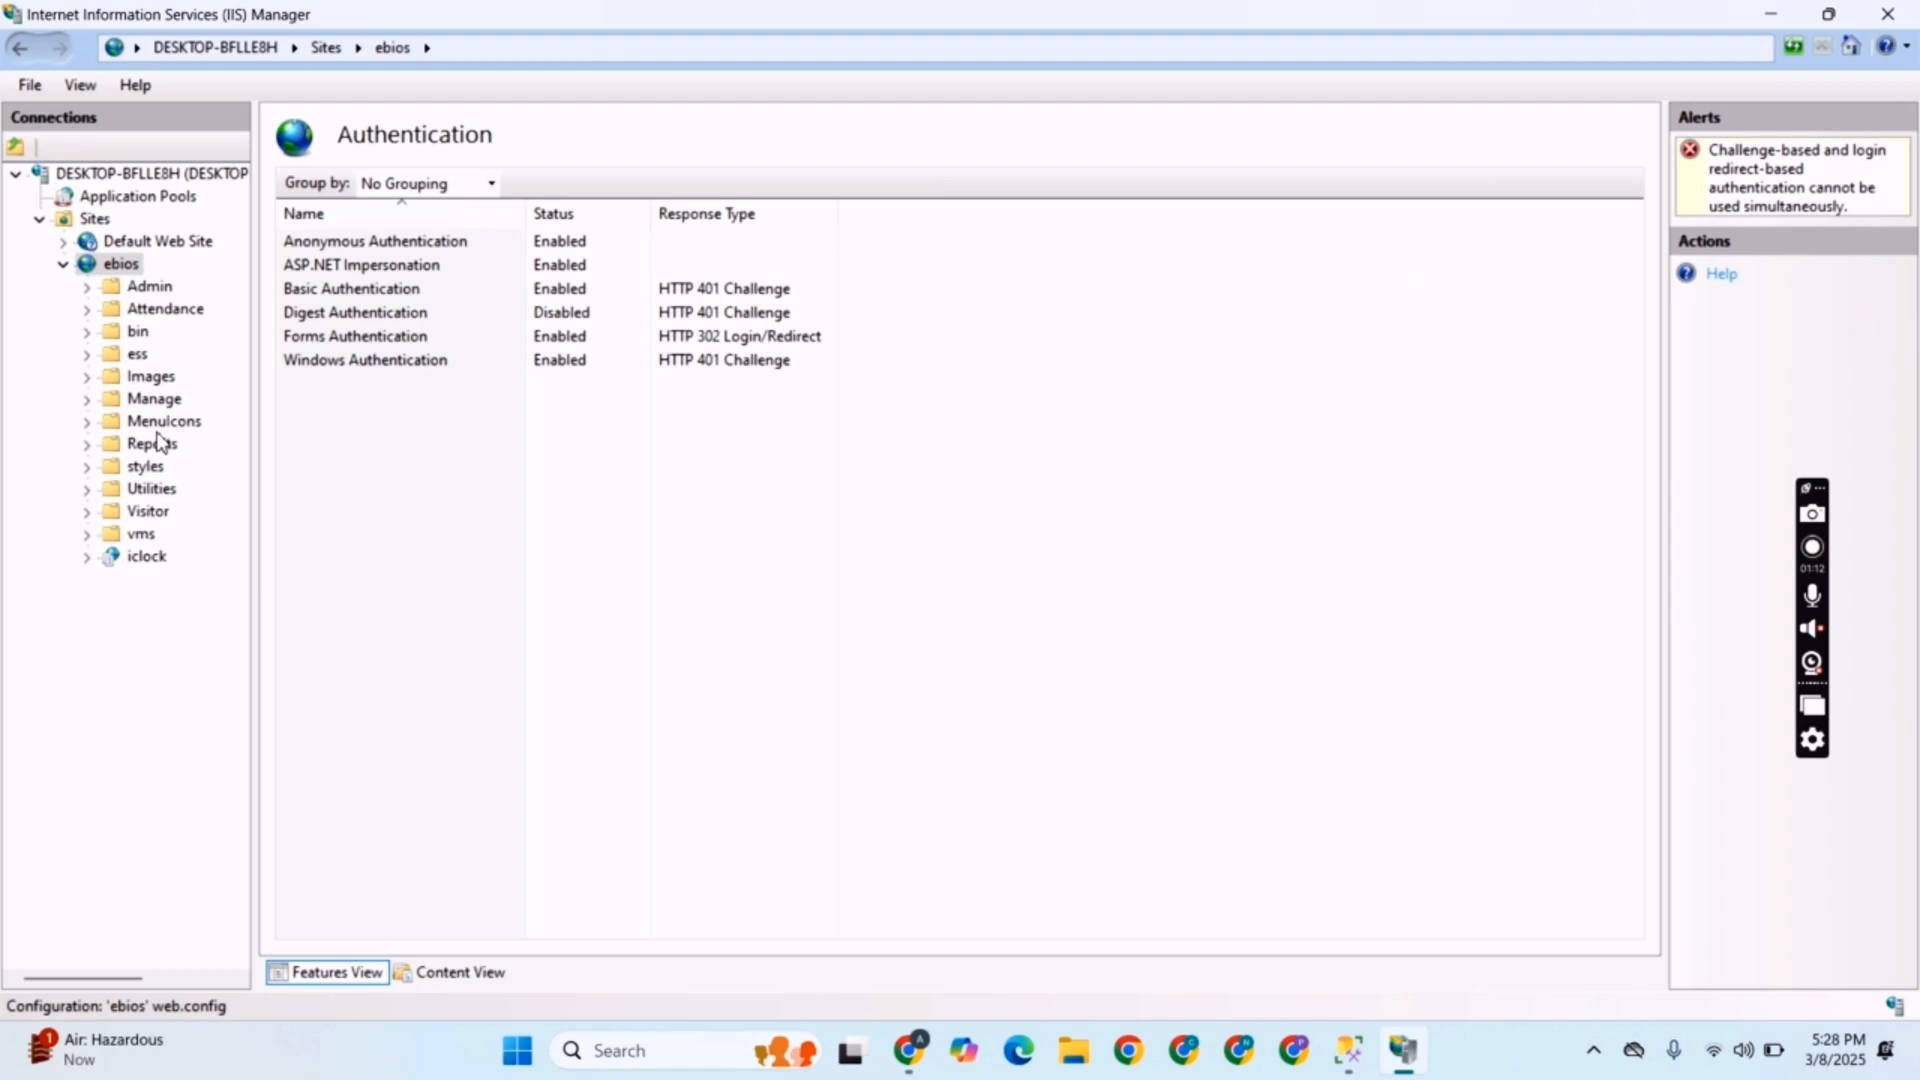 Internet Information Services (IIS) Manager
DESKTOP-BFLLE8H Sites ebios
File View Help
Connections
DESKTOP-BFLLE8H (DESKTOP
Application Pools
Sites
Default Web Site
ebios
Admin
Attendance
bin
ess
Images
Manage
MenuIcons
Reports
styles
Utilities
Visitor
vms
iclock
Authentication
Group by: No Grouping
Name Status Response Type
Anonymous Authentication Enabled
ASP.NET Impersonation Enabled
Basic Authentication Enabled HTTP 401 Challenge
Digest Authentication Disabled HTTP 401 Challenge
Forms Authentication Enabled HTTP 302 Login/Redirect
Windows Authentication Enabled HTTP 401 Challenge
Features View Content View
Alerts
Challenge-based and login
redirect-based
authentication cannot be
used simultaneously.
Actions
Help
01:12
Configuration: 'ebios' web.config
1
Air: Hazardous
Now
Search
A
C
N
P
5:28 PM
3/8/2025